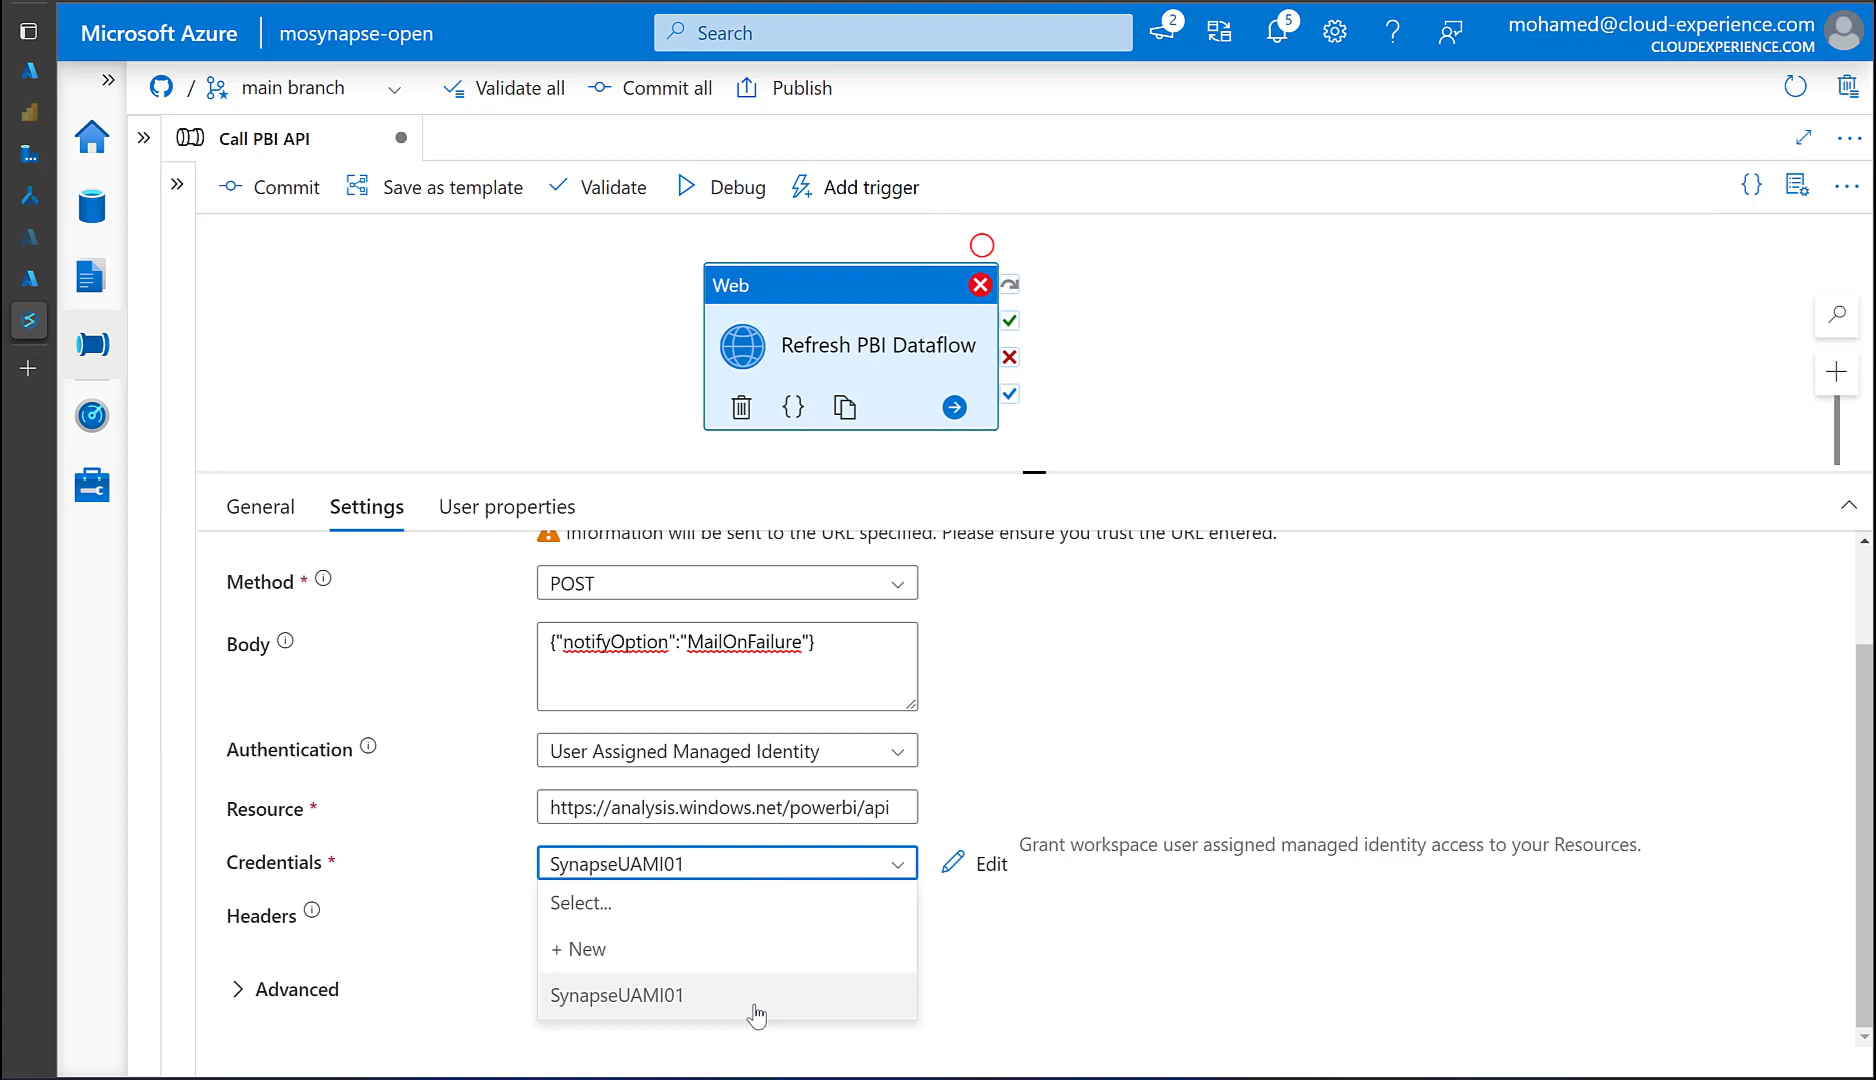 Microsoft Azure
mosynapse-open
Search
2
5
mohamed@cloud-experience.com
CLOUDEXPERIENCE.COM
/ main branch
Validate all
Commit all
Publish
Call PBI API
Commit
Save as template
Validate
Debug
Add trigger
Web
Refresh PBI Dataflow
General
Settings
User properties
Information will be sent to the URL specified. Please ensure you trust the URL entered.
Method *
POST
Body
{"notifyOption":"MailOnFailure"}
Authentication
User Assigned Managed Identity
Resource *
https://analysis.windows.net/powerbi/api
Credentials *
SynapseUAMI01
Edit
Grant workspace user assigned managed identity access to your Resources.
Select...
Headers
+ New
SynapseUAMI01
Advanced